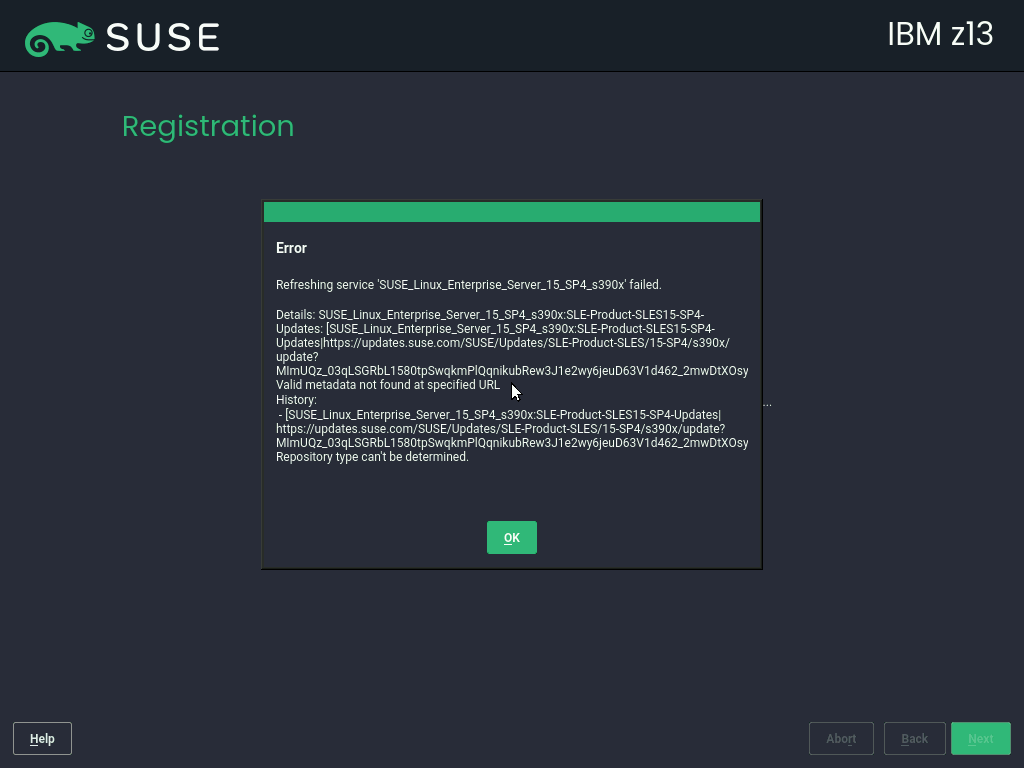 SUSE
IBM z13
Registration
Error
Refreshing service 'SUSE_Linux_Enterprise_Server_15_SP4_s390x' failed.
Details: SUSE_Linux_Enterprise_Server_15_SP4_s390x:SLE-Product-SLES15-SP4-
Updates: [SUSE_Linux_Enterprise_Server_15_SP4_s390x:SLE-Product-SLES15-SP4-
Updates|https://updates.suse.com/SUSE/Updates/SLE-Product-SLES/15-SP4/s390x/
update?
MImUQz_03qLSGRbL1580tpSwqkmPlQqnikubRew3J1e2wy6jeuD63V1d462_2mwDtXOsy
Valid metadata not found at specified URL
History:
- [SUSE_Linux_Enterprise_Server_15_SP4_s390x:SLE-Product-SLES15-SP4-Updates|
...
https://updates.suse.com/SUSE/Updates/SLE-Product-SLES/15-SP4/s390x/update?
MImUQz_03qLSGRbL1580tpSwqkmPlQqnikubRew3J1e2wy6jeuD63V1d462_2mwDtXOsy
Repository type can't be determined.
OK
Help
Abort
Back
Next